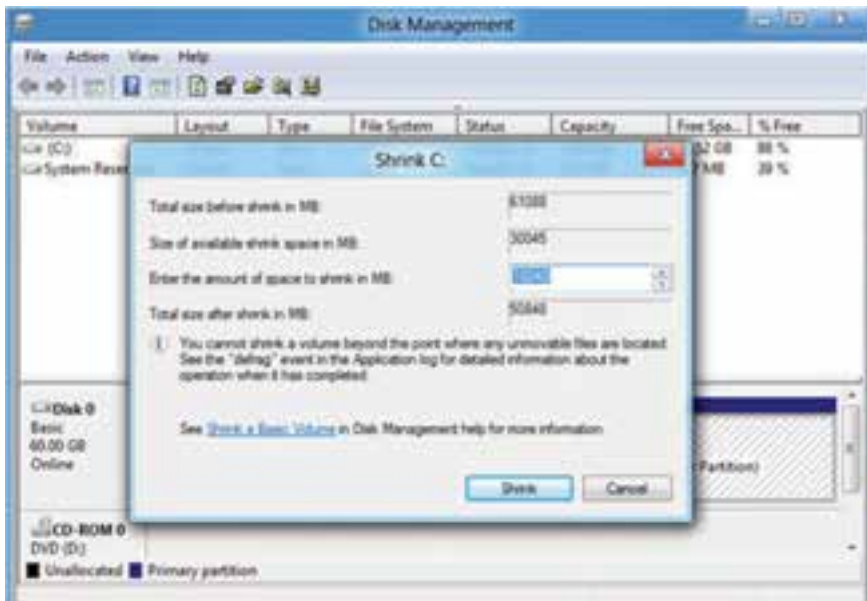 Disk Management
File Action View Help
Volume Layout Type File System Status Capacity Free Spa... % Free
(C:) GB 88 %
System Reser MB 39 %
Shrink C:
Total size before shrink in MB: 61088
Size of available shrink space in MB: 30045
Enter the amount of space to shrink in MB:
Total size after shrink in MB: 50848
You cannot shrink a volume beyond the point where any unmovable files are located.
See the "defrag" event in the Application log for detailed information about the
operation when it has completed.
See Shrink a Basic Volume in Disk Management help for more information
Shrink Cancel
Disk 0
Basic
60.00 GB
Online
Partition)
CD-ROM 0
DVD (D:)
Unallocated Primary partition